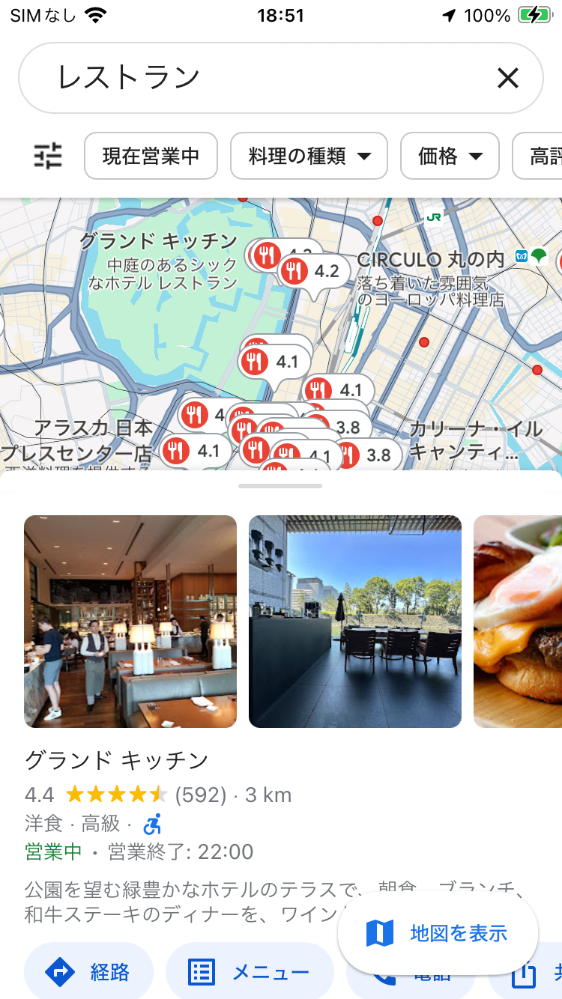 SIMなし 18:51 100%
レストラン
現在営業中 料理の種類 価格 高評
JR
グランド キッチン
中庭のあるシック
なホテル レストラン
4.2
CIRCULO 丸の内
落ち着いた雰囲気
のヨーロッパ料理店
4.1
4.1
4
3.8
アラスカ 日本
プレスセンター店
4.1
4.1
3.8
カリーナ・イル
キャンティ...
グランド キッチン
4.4 (592) · 3 km
洋食 · 高級 ·
営業中 · 営業終了: 22:00
公園を望む緑豊かなホテルのテラスで、朝食、ブランチ、
和牛ステーキのディナーを、ワイン
地図を表示
経路 メニュー 電話